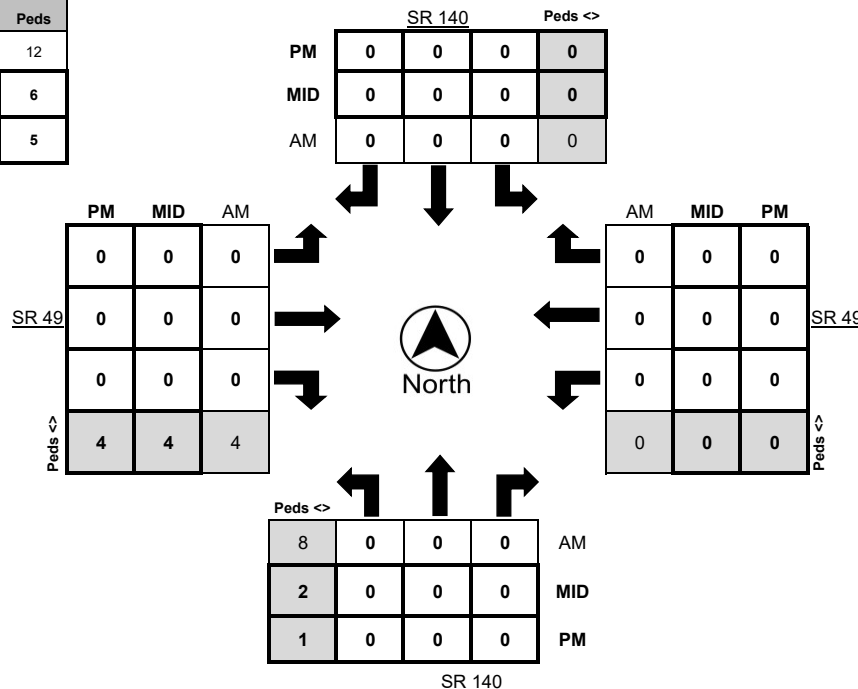 Peds
12
6
5
SR 140 Peds <>
PM 0 0 0 0
MID 0 0 0 0
AM 0 0 0 0
PM MID AM
0 0 0
SR 49 0 0 0
0 0 0
Peds <> 4 4 4
North
AM MID PM
0 0 0
0 0 0 SR 49
0 0 0
0 0 0 Peds <>
Peds <>
8 0 0 0 AM
2 0 0 0 MID
1 0 0 0 PM
SR 140